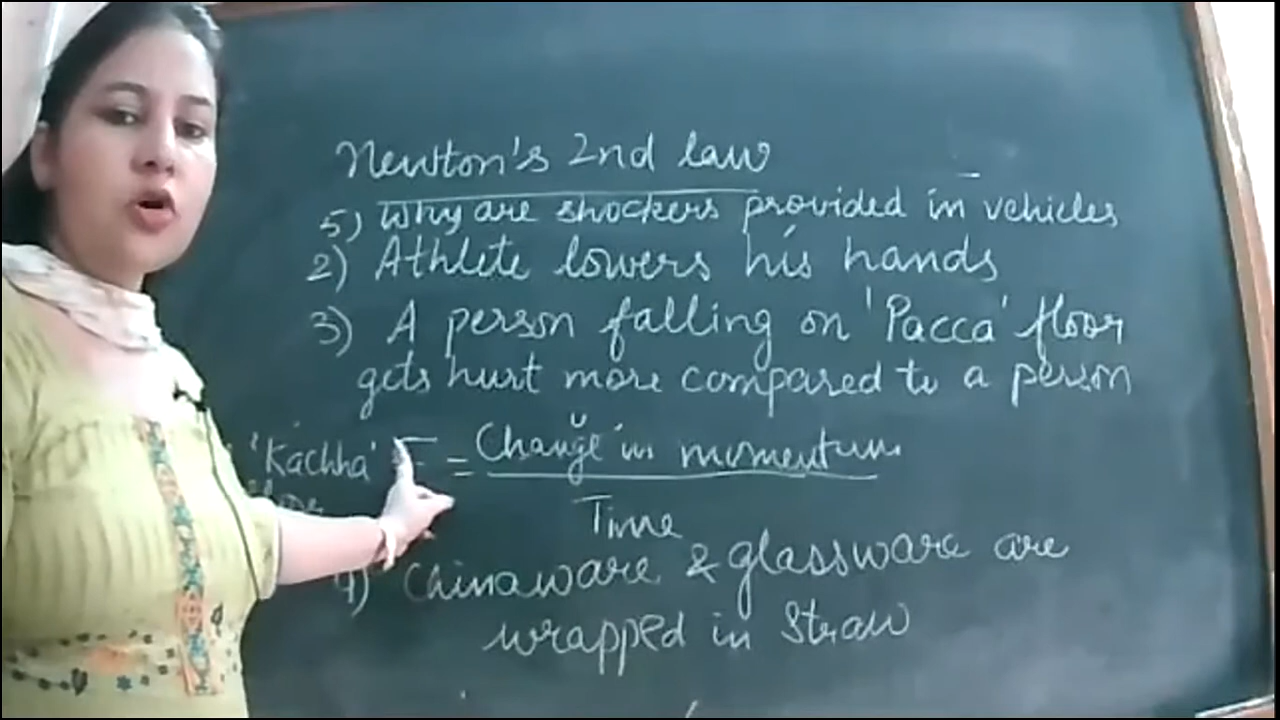 Newton's 2nd law
5) Why are shockers provided in vehicles
2) Athlete lowers his hands
3) A person falling on 'Pacca' floor
gets hurt more compared to a person
'Kachha' F = Change in momentum
Time
4) Chinaware & glassware are
wrapped in straw